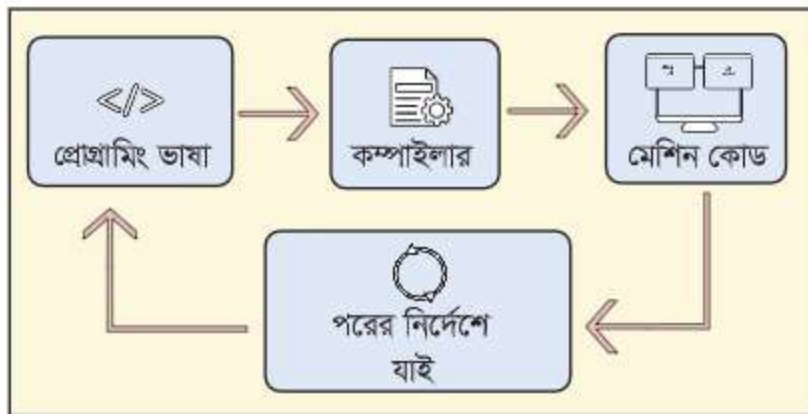 </>
প্রোগ্রামিং ভাষা
কম্পাইলার
মেশিন কোড
পরের নির্দেশে
যাই